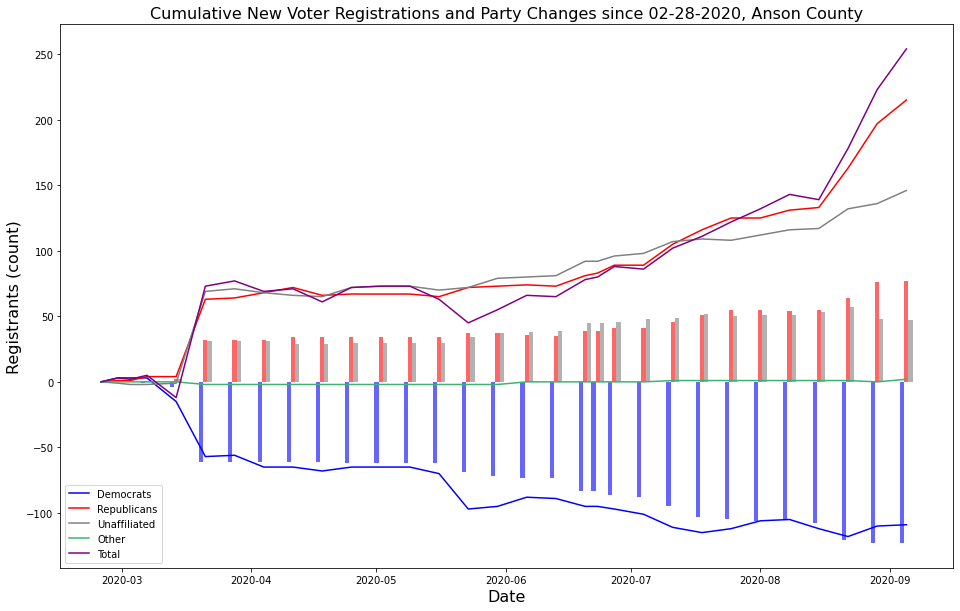 Cumulative New Voter Registrations and Party Changes since 02-28-2020, Anson County
Registrants (count)
250
200
150
100
50
0
−50
−100
Democrats
Republicans
Unaffiliated
Other
Total
2020-03 2020-04 2020-05 2020-06 2020-07 2020-08 2020-09
Date